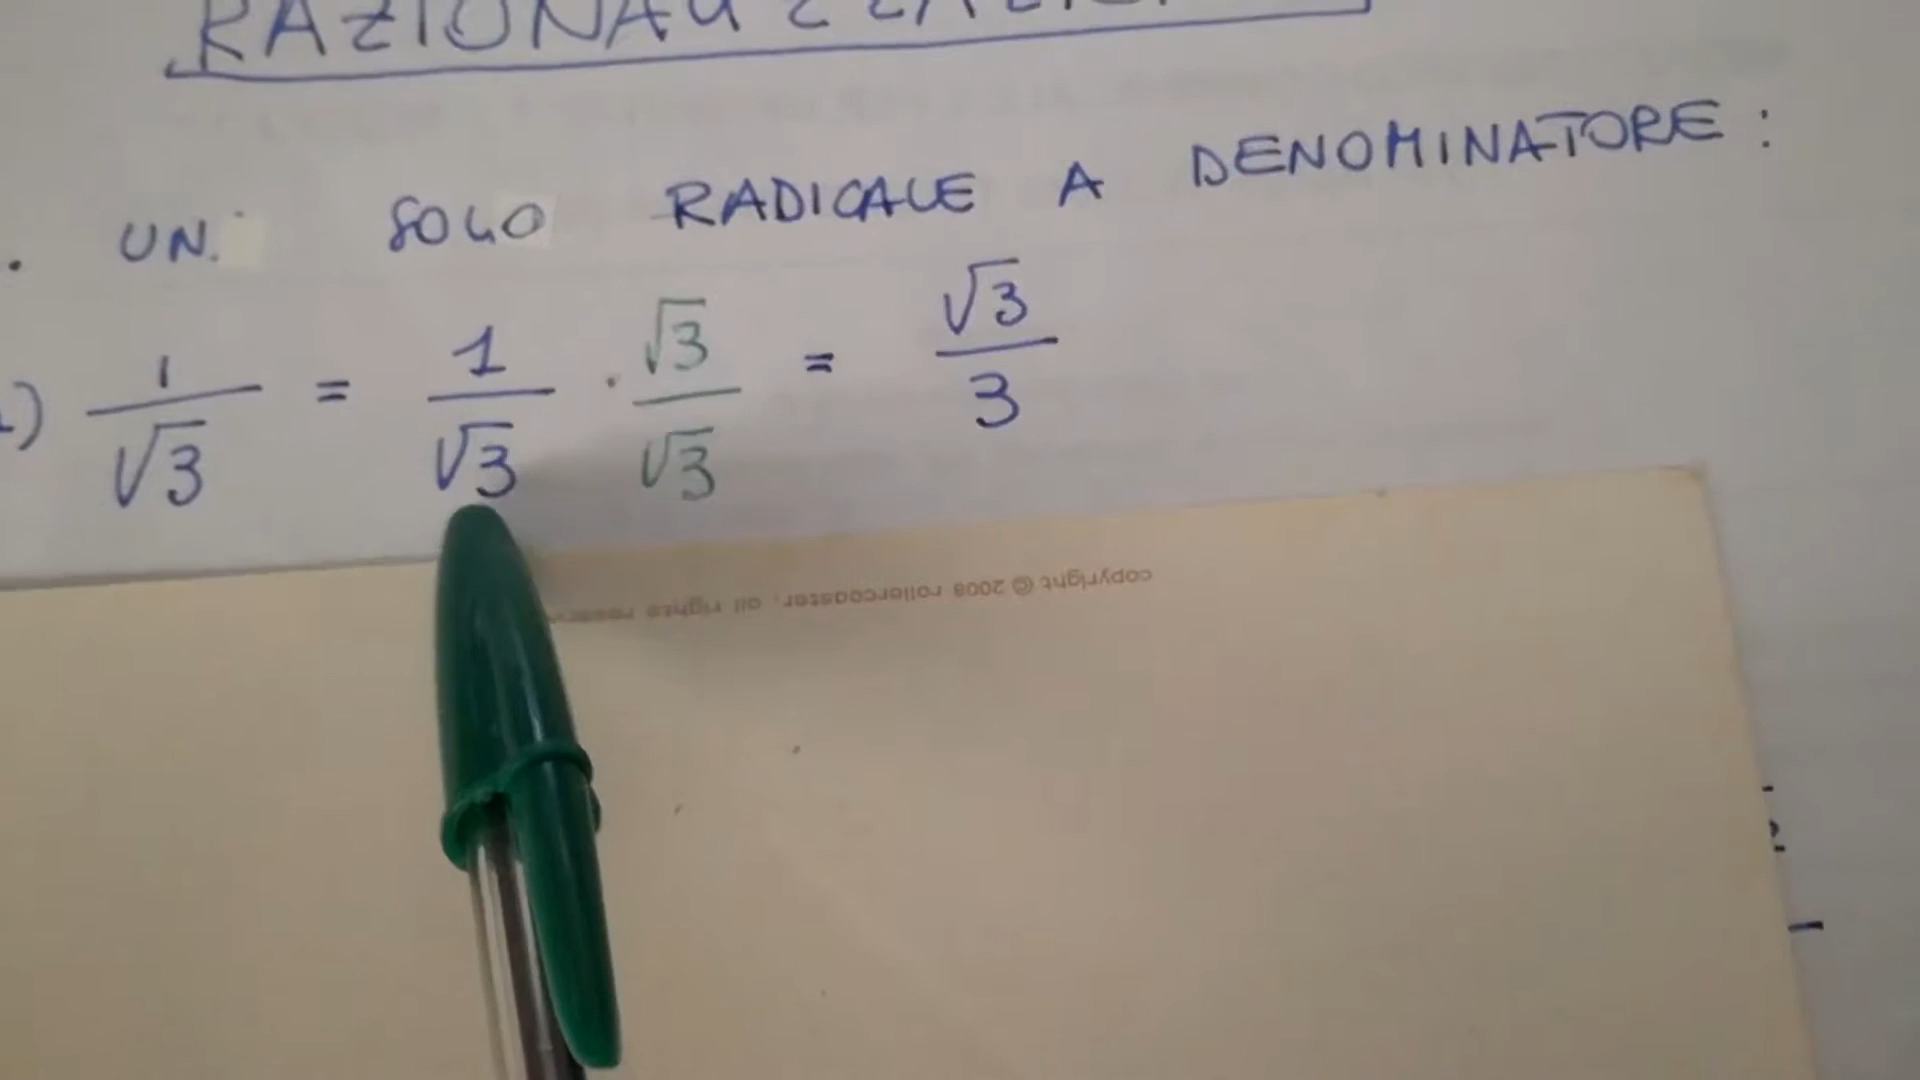 UN SOLO RADICALE A DENOMINATORE:
1/√3 = 1/√3 · √3/√3 = √3/3
copyright © 2008 rollercoaster, all rights